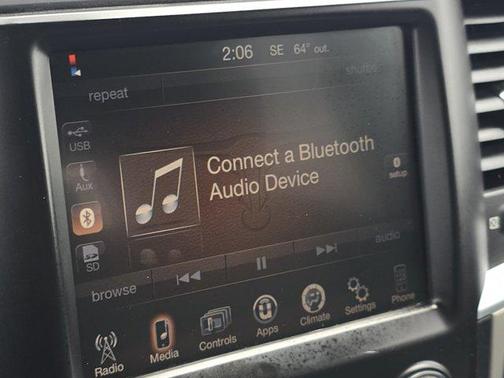 2:06 SE 64° out.
repeat shuffle
USB
Connect a Bluetooth
Audio Device
Aux
setup
SD
browse audio
Radio Media Controls Apps Climate Settings Phone